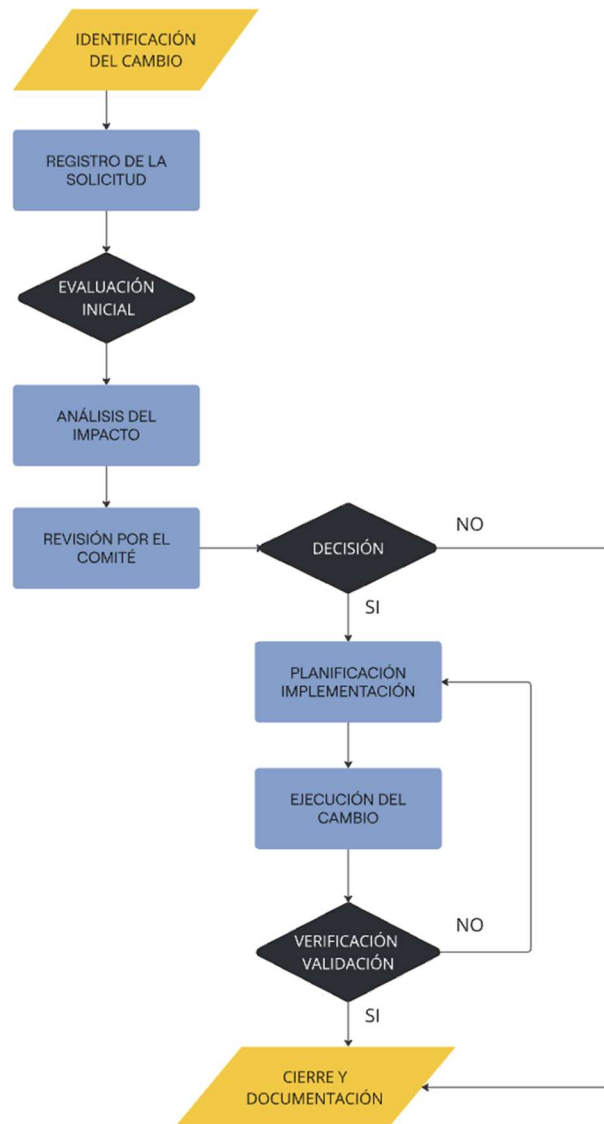 IDENTIFICACIÓN
DEL CAMBIO
REGISTRO DE LA
SOLICITUD
EVALUACIÓN
INICIAL
ANÁLISIS DEL
IMPACTO
REVISIÓN POR EL
COMITÉ
DECISIÓN
NO
SI
PLANIFICACIÓN
IMPLEMENTACIÓN
EJECUCIÓN DEL
CAMBIO
VERIFICACIÓN
VALIDACIÓN
NO
SI
CIERRE Y
DOCUMENTACIÓN